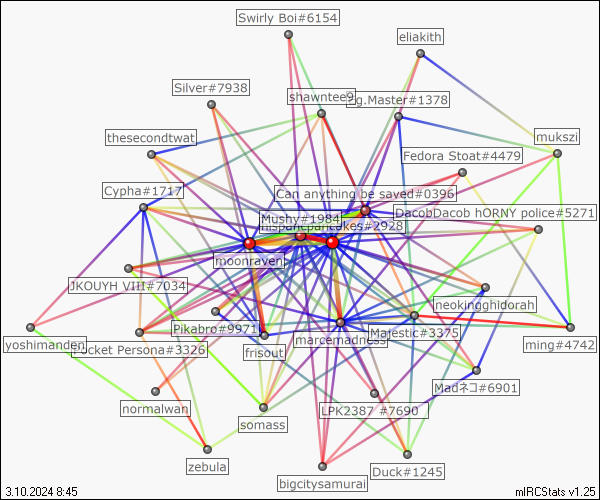 Swirly Boi#6154
eliakith
Silver#7938
shawntee9
g.Master#1378
thesecondtwat
mukszi
Fedora Stoat#4479
Cypha#1717
Can anything be saved#0396
DacobDacob hORNY police#5271
Mushy#1984
hispanicpancakes#2928
moonraven
JKOUYH VIII#7034
neokingghidorah
Pikabro#9971
Majestic#3375
yoshimanden
Pocket Persona#3326
frisout
marcemadness
ming#4742
Madネコ#6901
normalwan
LPK2387 #7690
somass
zebula
Duck#1245
bigcitysamurai
3.10.2024 8:45
mIRCStats v1.25